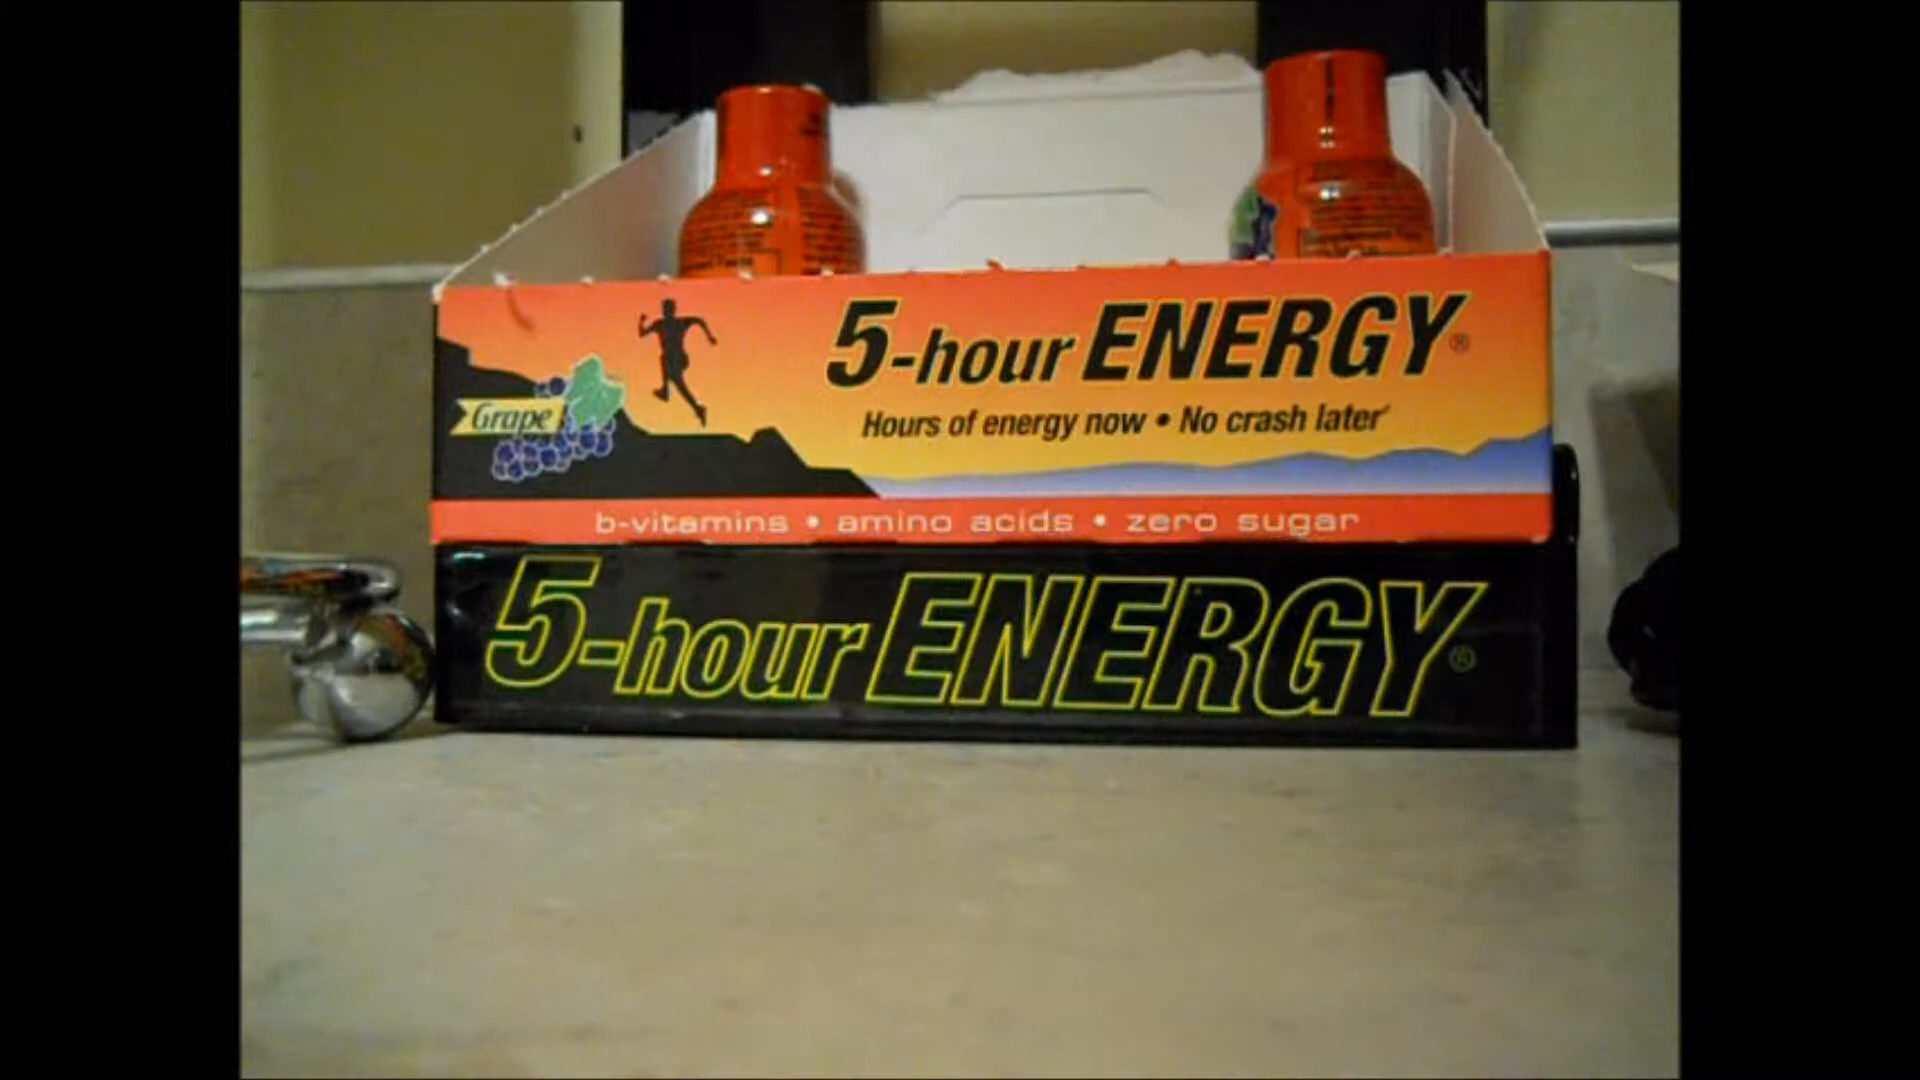 5-hour ENERGY®
Hours of energy now • No crash later
Grape
b-vitamins • amino acids • zero sugar
5-hour ENERGY®